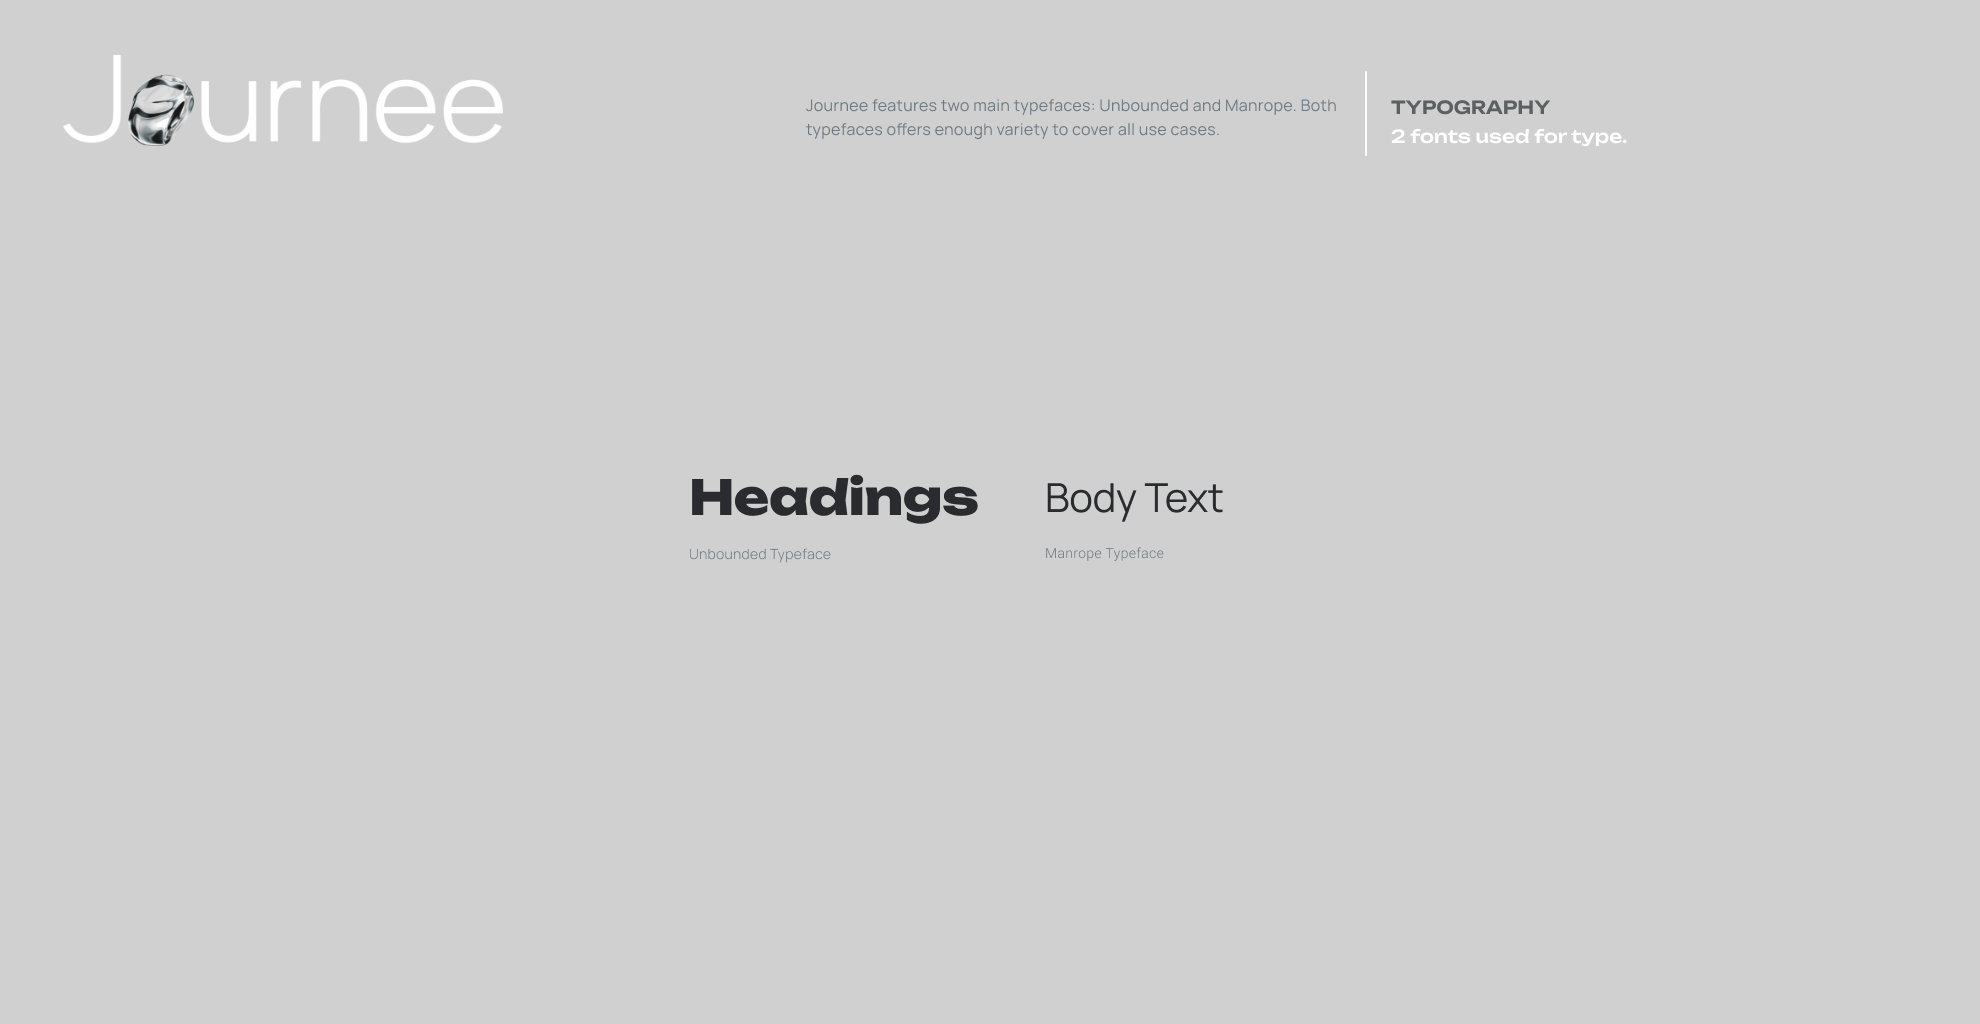 Journee
Journee features two main typefaces: Unbounded and Manrope. Both
typefaces offers enough variety to cover all use cases.
TYPOGRAPHY
2 fonts used for type.
Headings
Unbounded Typeface
Body Text
Manrope Typeface